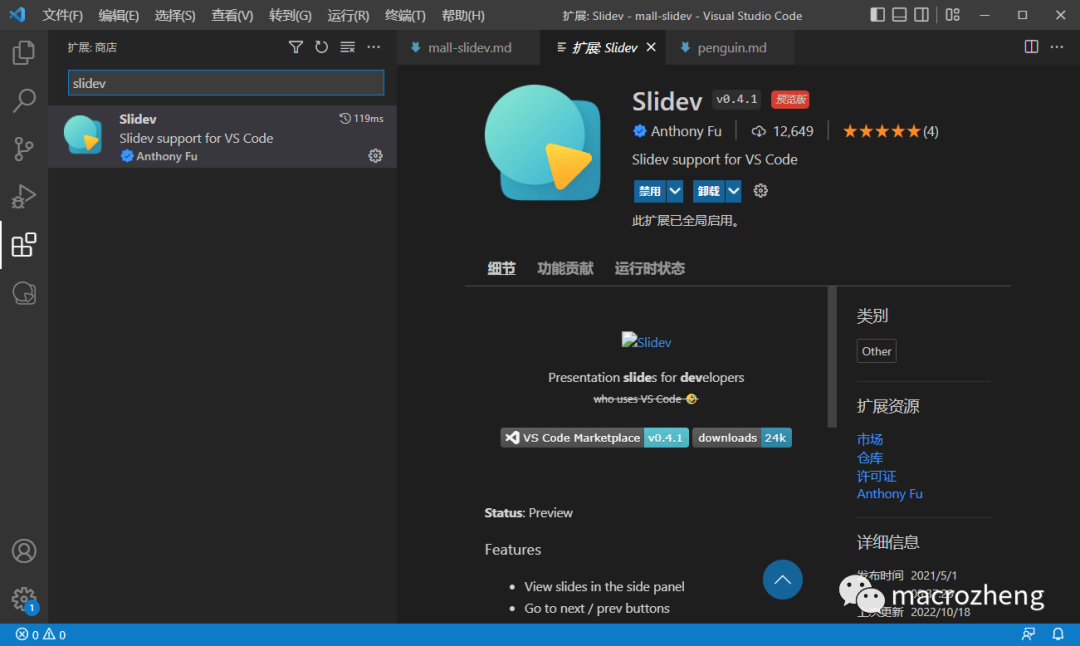 文件(F) 编辑(E) 选择(S) 查看(V) 转到(G) 运行(R) 终端(T) 帮助(H) 扩展: Slidev - mall-slidev - Visual Studio Code
扩展: 商店
slidev
Slidev 119ms
Slidev support for VS Code
Anthony Fu
1
mall-slidev.md 扩展: Slidev penguin.md
Slidev v0.4.1 预览版
Anthony Fu 12,649 (4)
Slidev support for VS Code
禁用 卸载
此扩展已全局启用。
细节 功能贡献 运行时状态
Slidev
Presentation slides for developers
who uses VS Code
VS Code Marketplace v0.4.1 downloads 24k
Status: Preview
Features
• View slides in the side panel
• Go to next / prev buttons
类别
Other
扩展资源
市场
仓库
许可证
Anthony Fu
详细信息
发布时间 2021/5/1
上次更新 2022/10/18
macrozheng
0 0